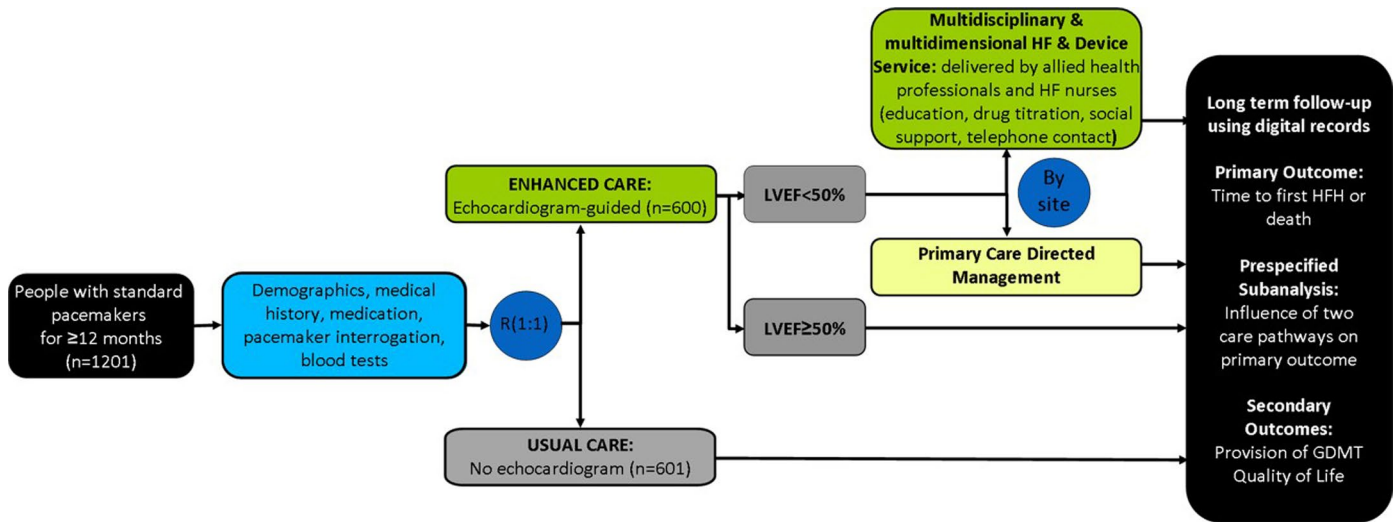 People with standard
pacemakers
for ≥12 months
(n=1201)
Demographics, medical
history, medication,
pacemaker interrogation,
blood tests
R(1:1)
ENHANCED CARE:
Echocardiogram-guided (n=600)
USUAL CARE:
No echocardiogram (n=601)
LVEF<50%
LVEF≥50%
Multidisciplinary &
multidimensional HF & Device
Service: delivered by allied health
professionals and HF nurses
(education, drug titration, social
support, telephone contact)
By
site
Primary Care Directed
Management
Long term follow-up
using digital records
Primary Outcome:
Time to first HFH or
death
Prespecified
Subanalysis:
Influence of two
care pathways on
primary outcome
Secondary
Outcomes:
Provision of GDMT
Quality of Life